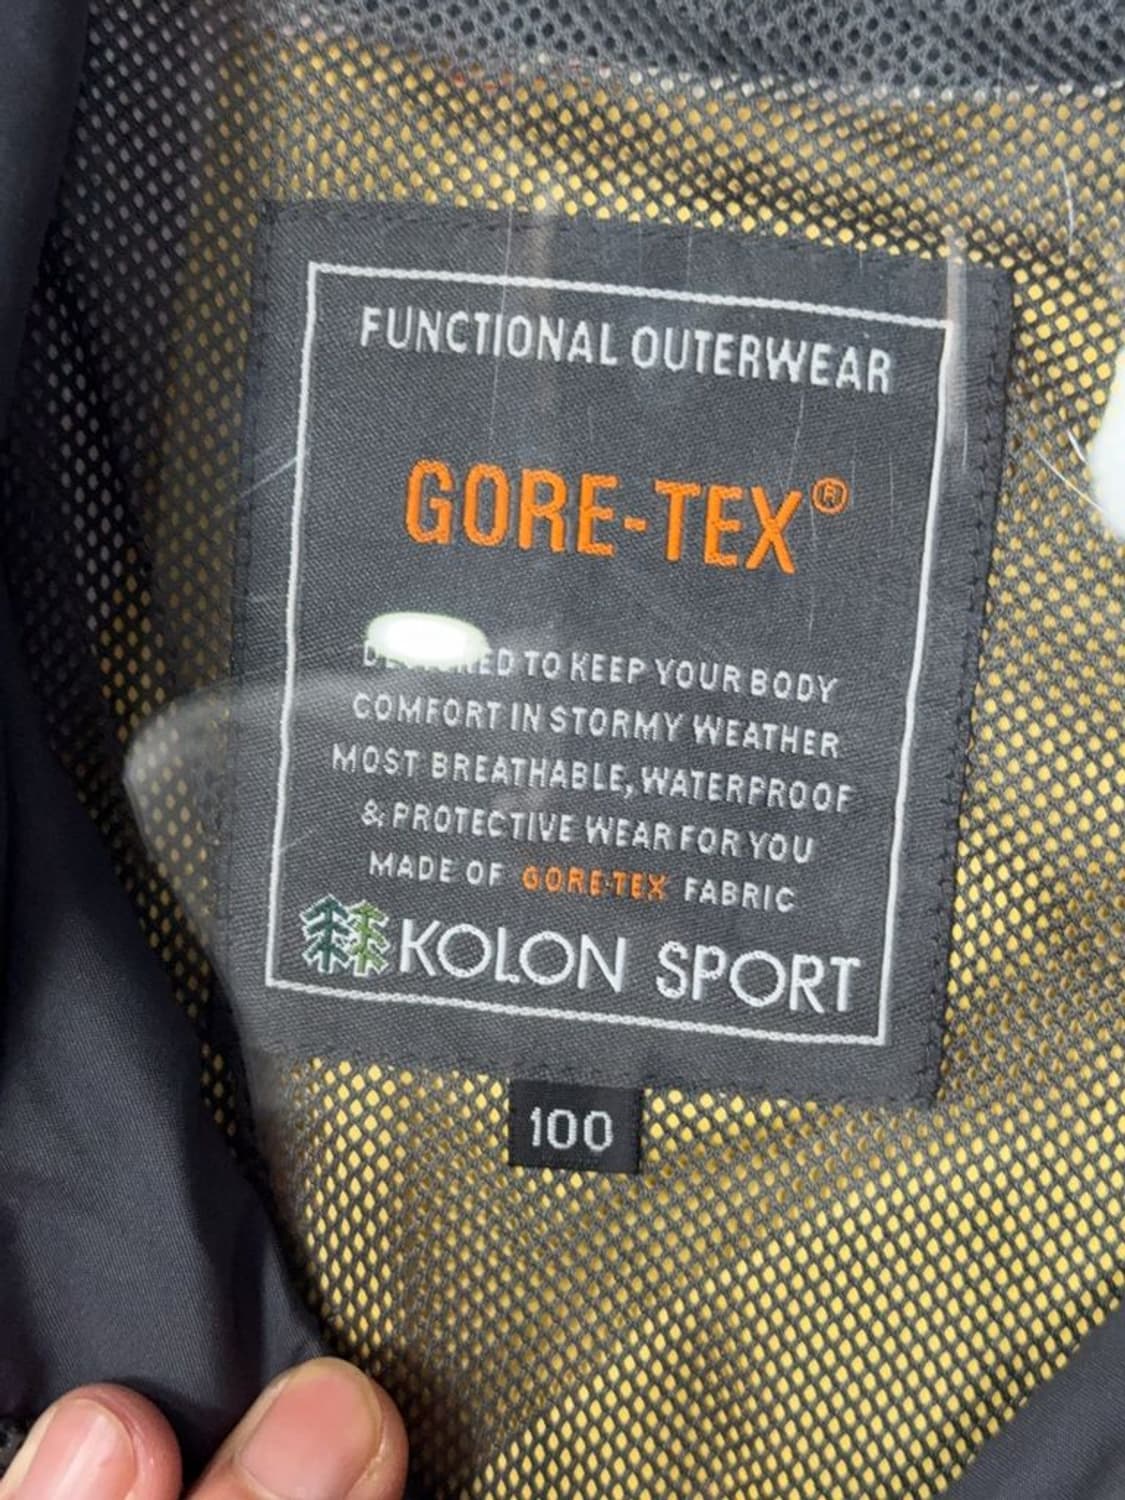 FUNCTIONAL OUTERWEAR
GORE-TEX®
TO KEEP YOUR BODY
COMFORT IN STORMY WEATHER
MOST BREATHABLE, WATERPROOF
& PROTECTIVE WEAR FOR YOU
MADE OF GORE-TEX FABRIC
KOLON SPORT
100